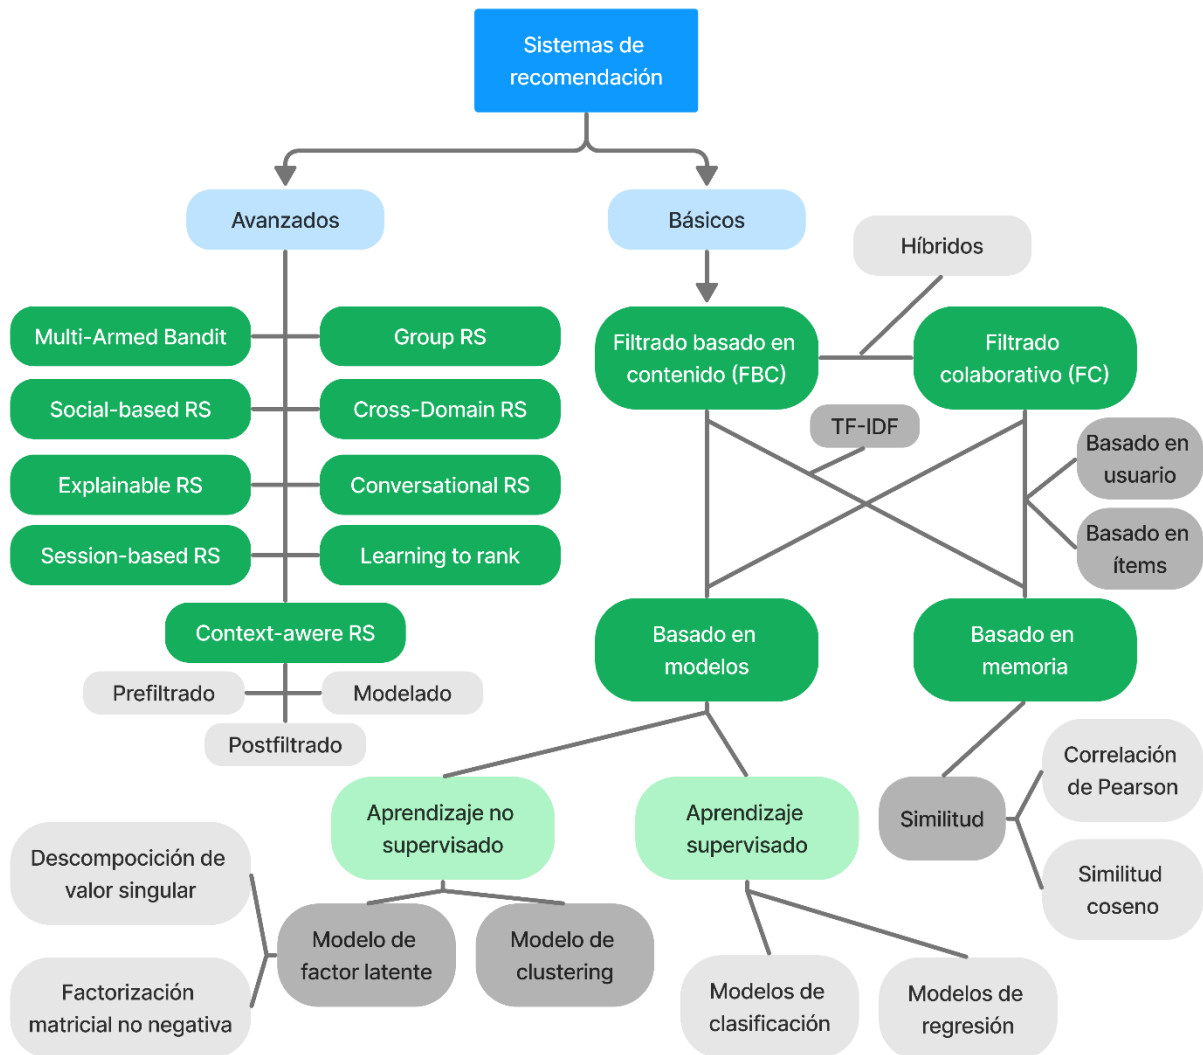 Sistemas de
recomendación
Avanzados
Básicos
Híbridos
Multi-Armed Bandit
Group RS
Filtrado basado en
contenido (FBC)
Filtrado
colaborativo (FC)
Social-based RS
Cross-Domain RS
TF-IDF
Basado en
usuario
Explainable RS
Conversational RS
Basado en
ítems
Session-based RS
Learning to rank
Context-awere RS
Basado en
modelos
Basado en
memoria
Prefiltrado
Modelado
Postfiltrado
Aprendizaje no
supervisado
Aprendizaje
supervisado
Similitud
Correlación
de Pearson
Similitud
coseno
Descompocición de
valor singular
Modelo de
factor latente
Modelo de
clustering
Factorización
matricial no negativa
Modelos de
clasificación
Modelos de
regresión